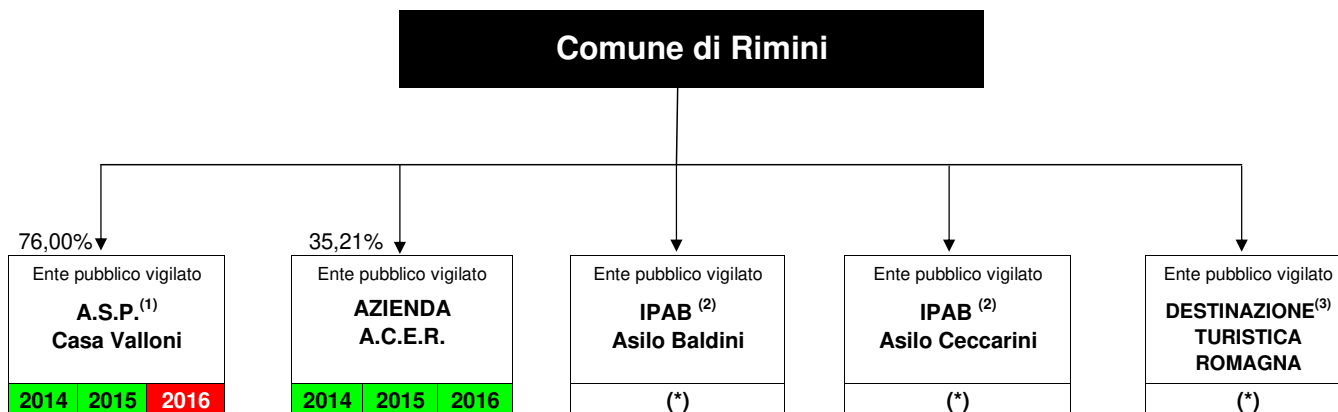 Comune di Rimini
76,00%
35,21%
Ente pubblico vigilato
A.S.P.(1)
Casa Valloni
2014 2015 2016
Ente pubblico vigilato
AZIENDA
A.C.E.R.
2014 2015 2016
Ente pubblico vigilato
IPAB (2)
Asilo Baldini
(*)
Ente pubblico vigilato
IPAB (2)
Asilo Ceccarini
(*)
Ente pubblico vigilato
DESTINAZIONE(3)
TURISTICA
ROMAGNA
(*)